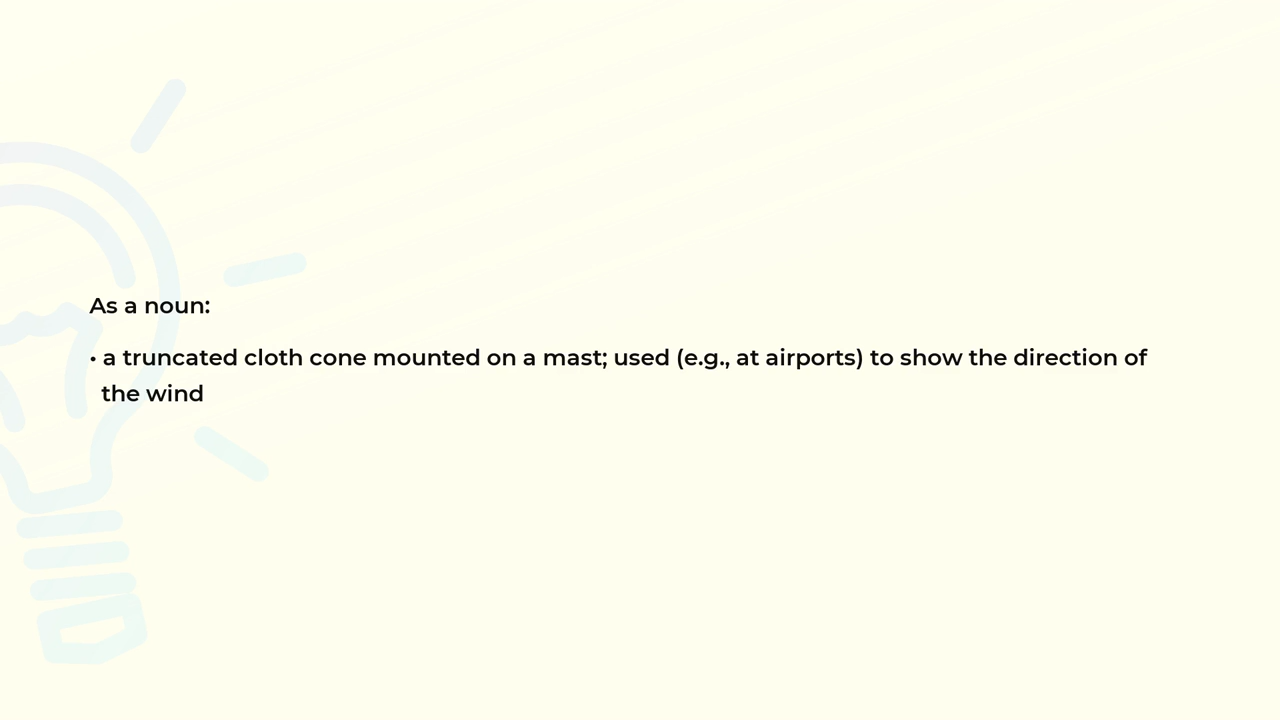 As a noun:
• a truncated cloth cone mounted on a mast; used (e.g., at airports) to show the direction of
the wind